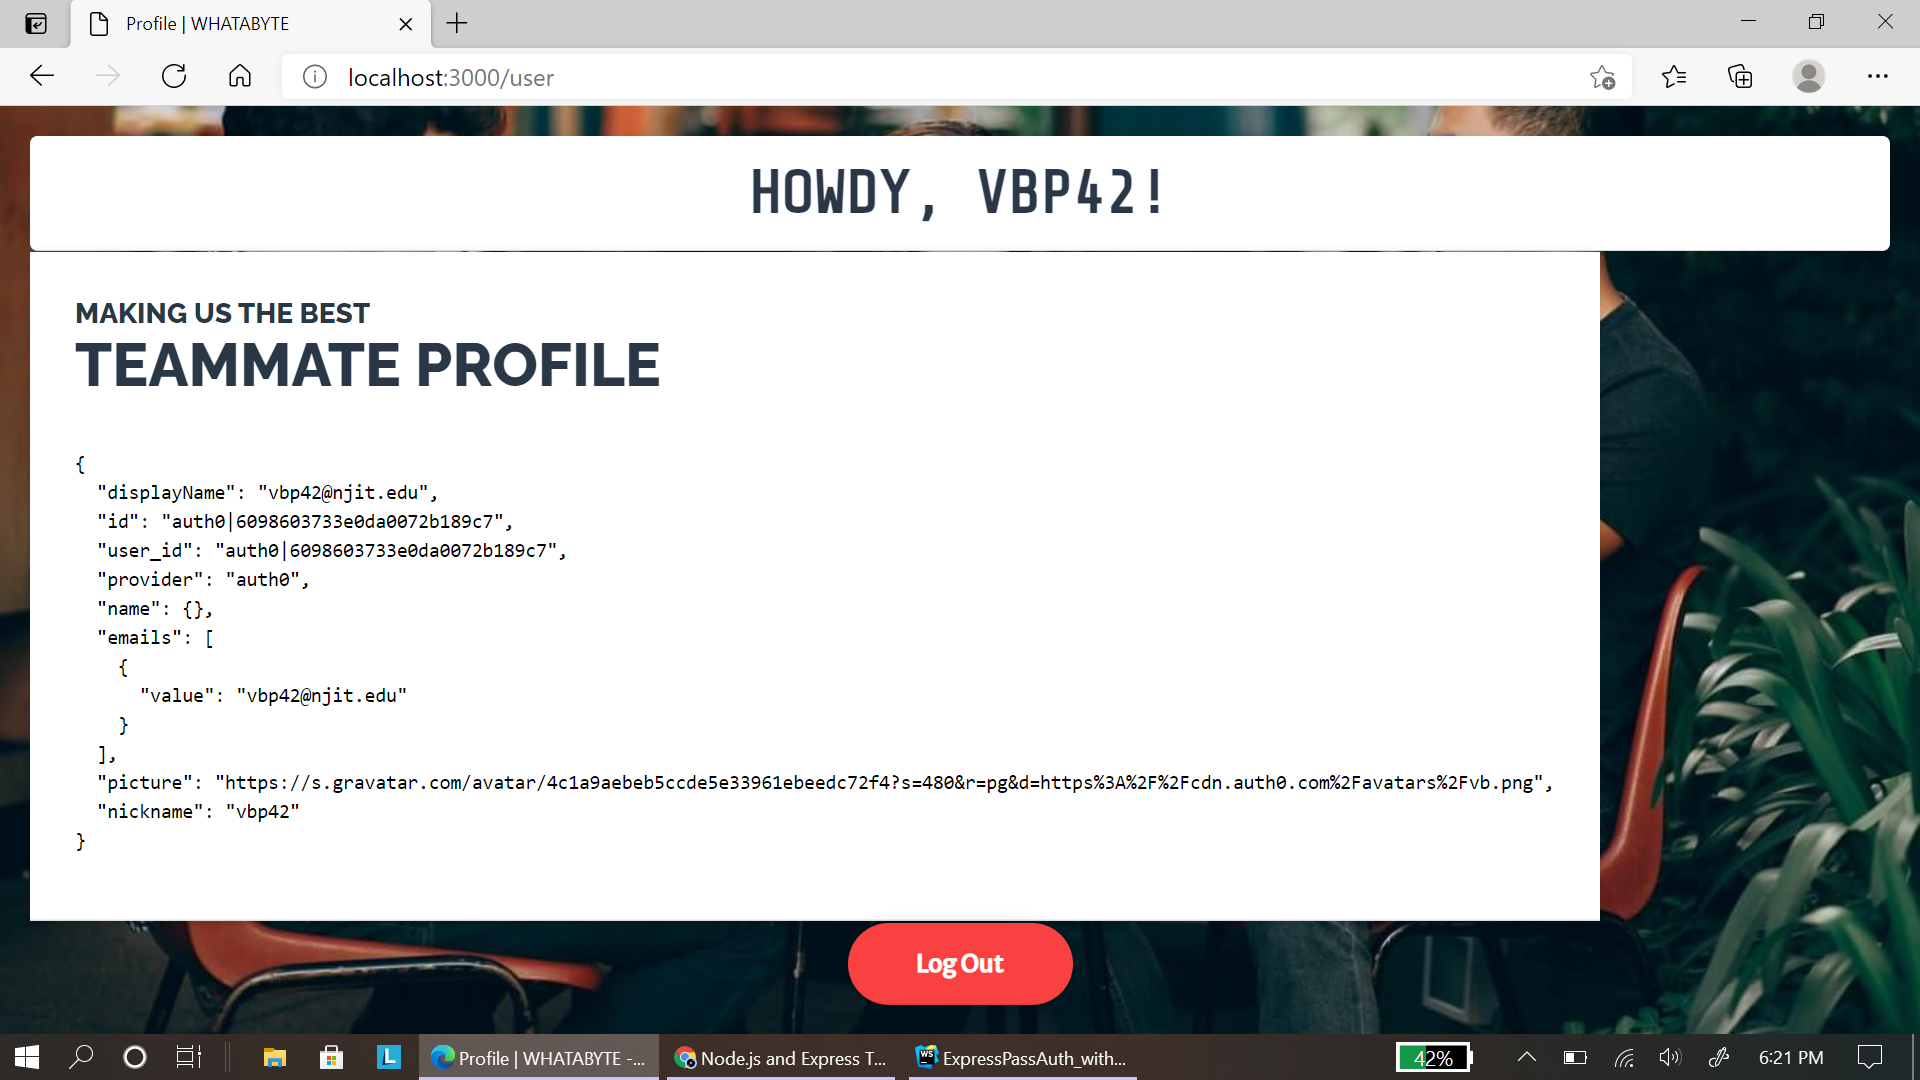 Profile | WHATABYTE
localhost:3000/user
HOWDY, VBP42!
MAKING US THE BEST
TEAMMATE PROFILE
{
"displayName": "vbp42@njit.edu",
"id": "auth0|6098603733e0da0072b189c7",
"user_id": "auth0|6098603733e0da0072b189c7",
"provider": "auth0",
"name": {},
"emails": [
{
"value": "vbp42@njit.edu"
}
],
"picture": "https://s.gravatar.com/avatar/4c1a9aebeb5ccde5e33961ebeedc72f4?s=480&r=pg&d=https%3A%2F%2Fcdn.auth0.com%2Favatars%2Fvb.png",
"nickname": "vbp42"
}
Log Out
L
Profile | WHATABYTE -...
Node.js and Express T...
WS
ExpressPassAuth_with...
42%
6:21 PM